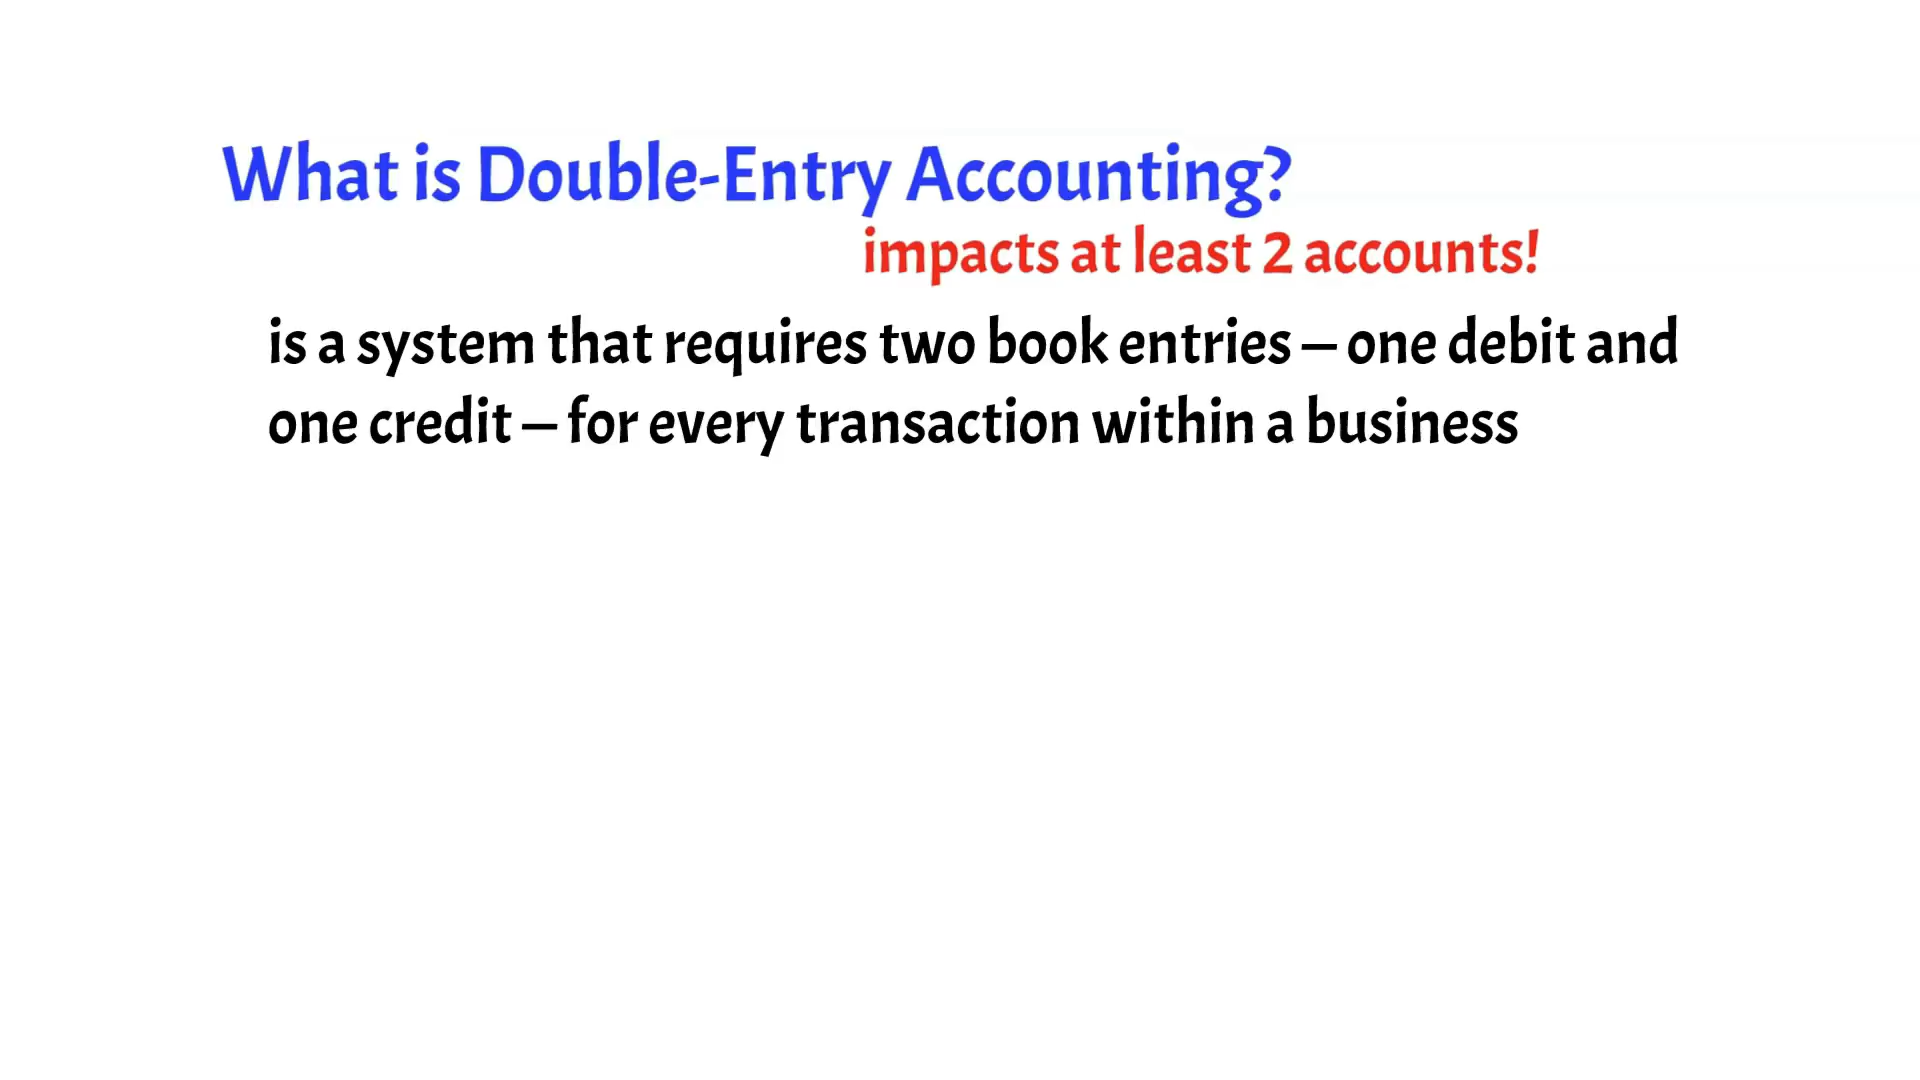 What is Double-Entry Accounting?
impacts at least 2 accounts!
is a system that requires two book entries — one debit and
one credit — for every transaction within a business